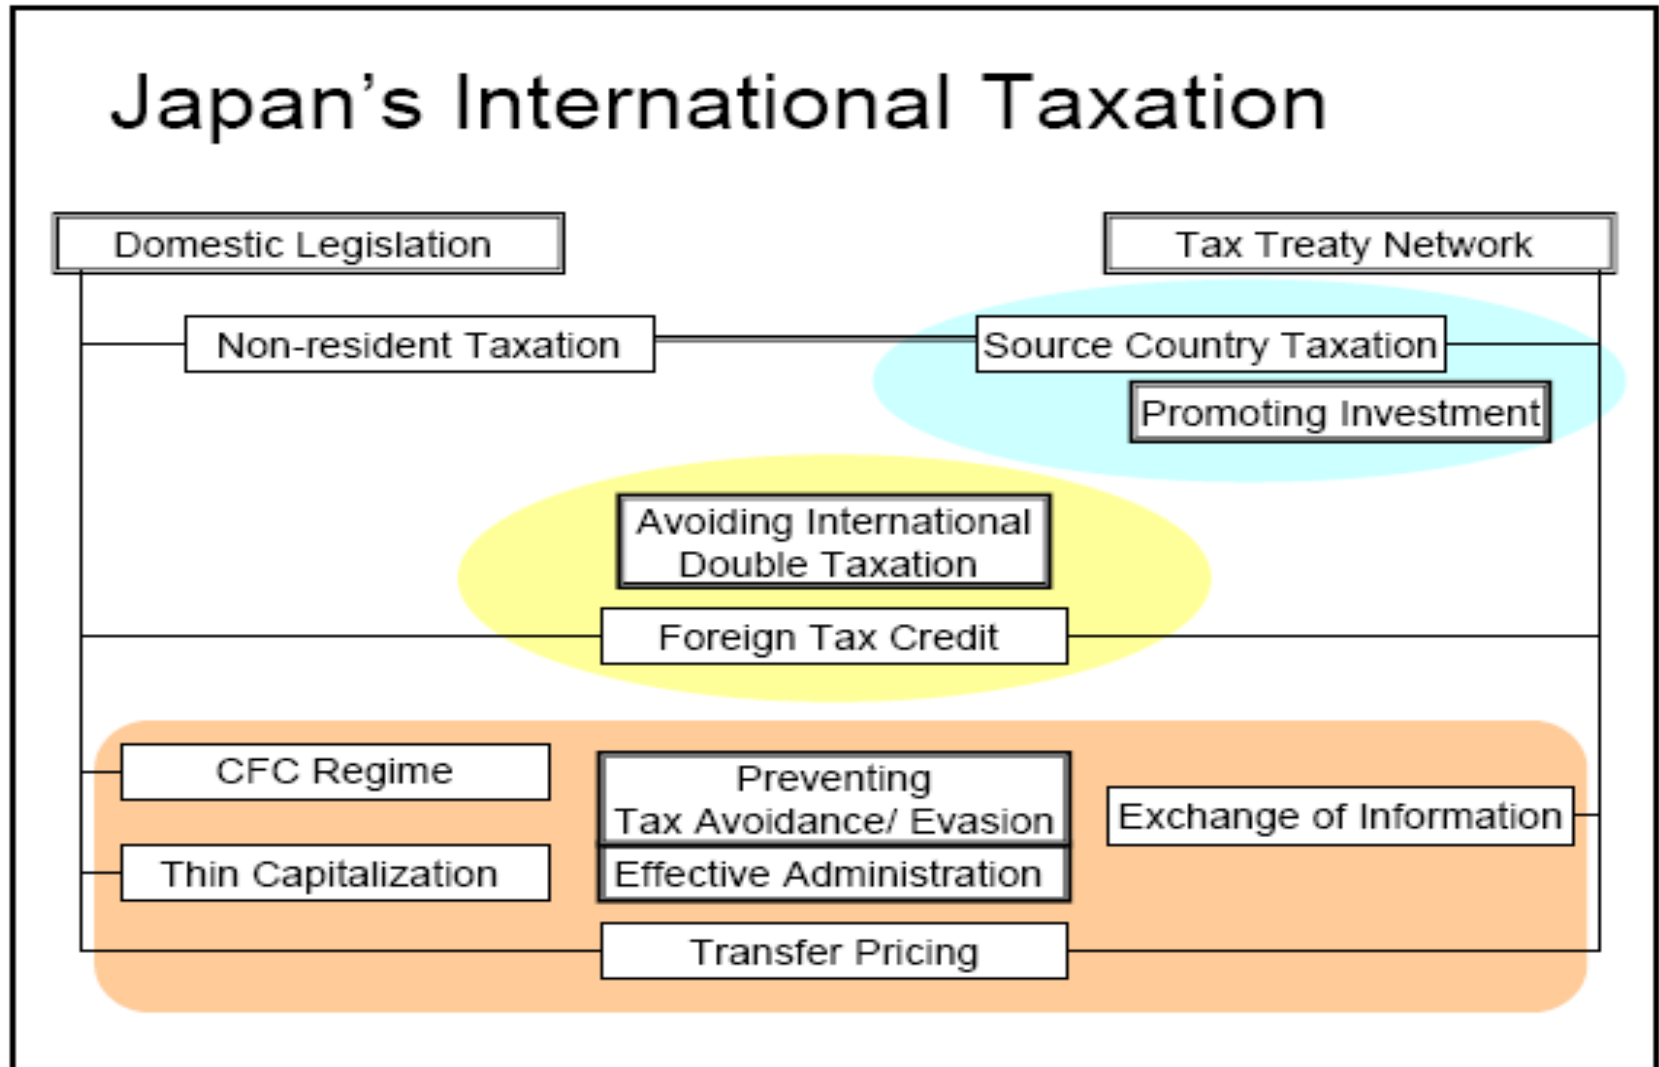 Japan's International Taxation
Domestic Legislation
Tax Treaty Network
Non-resident Taxation
Source Country Taxation
Promoting Investment
Avoiding International
Double Taxation
Foreign Tax Credit
CFC Regime
Preventing
Tax Avoidance/ Evasion
Exchange of Information
Thin Capitalization
Effective Administration
Transfer Pricing